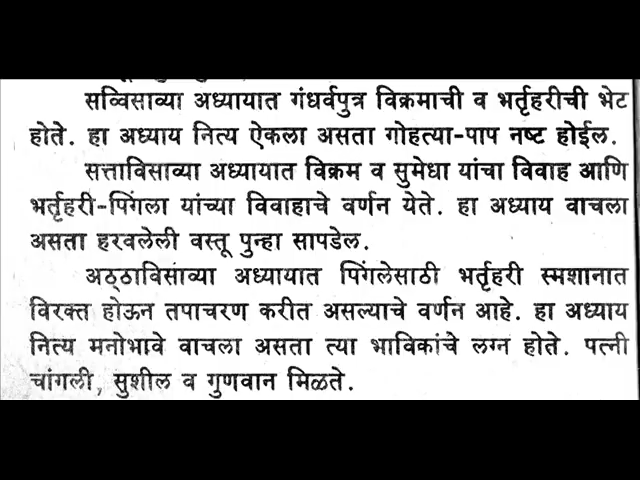 सव्विसाव्या अध्यायात गंधर्वपुत्र विक्रमाची व भर्तृहरीची भेट
होते. हा अध्याय नित्य ऐकला असता गोहत्या-पाप नष्ट होईल.
सत्ताविसाव्या अध्यायात विक्रम व सुमेधा यांचा विवाह आणि
भर्तृहरी-पिंगला यांच्या विवाहाचे वर्णन येते. हा अध्याय वाचला
असता हरवलेली वस्तू पुन्हा सापडेल.
अठ्ठाविसाव्या अध्यायात पिंगलेसाठी भर्तृहरी स्मशानात
विरक्त होऊन तपाचरण करीत असल्याचे वर्णन आहे. हा अध्याय
नित्य मनोभावे वाचला असता त्या भाविकांचे लग्न होते. पत्नी
चांगली, सुशील व गुणवान मिळते.